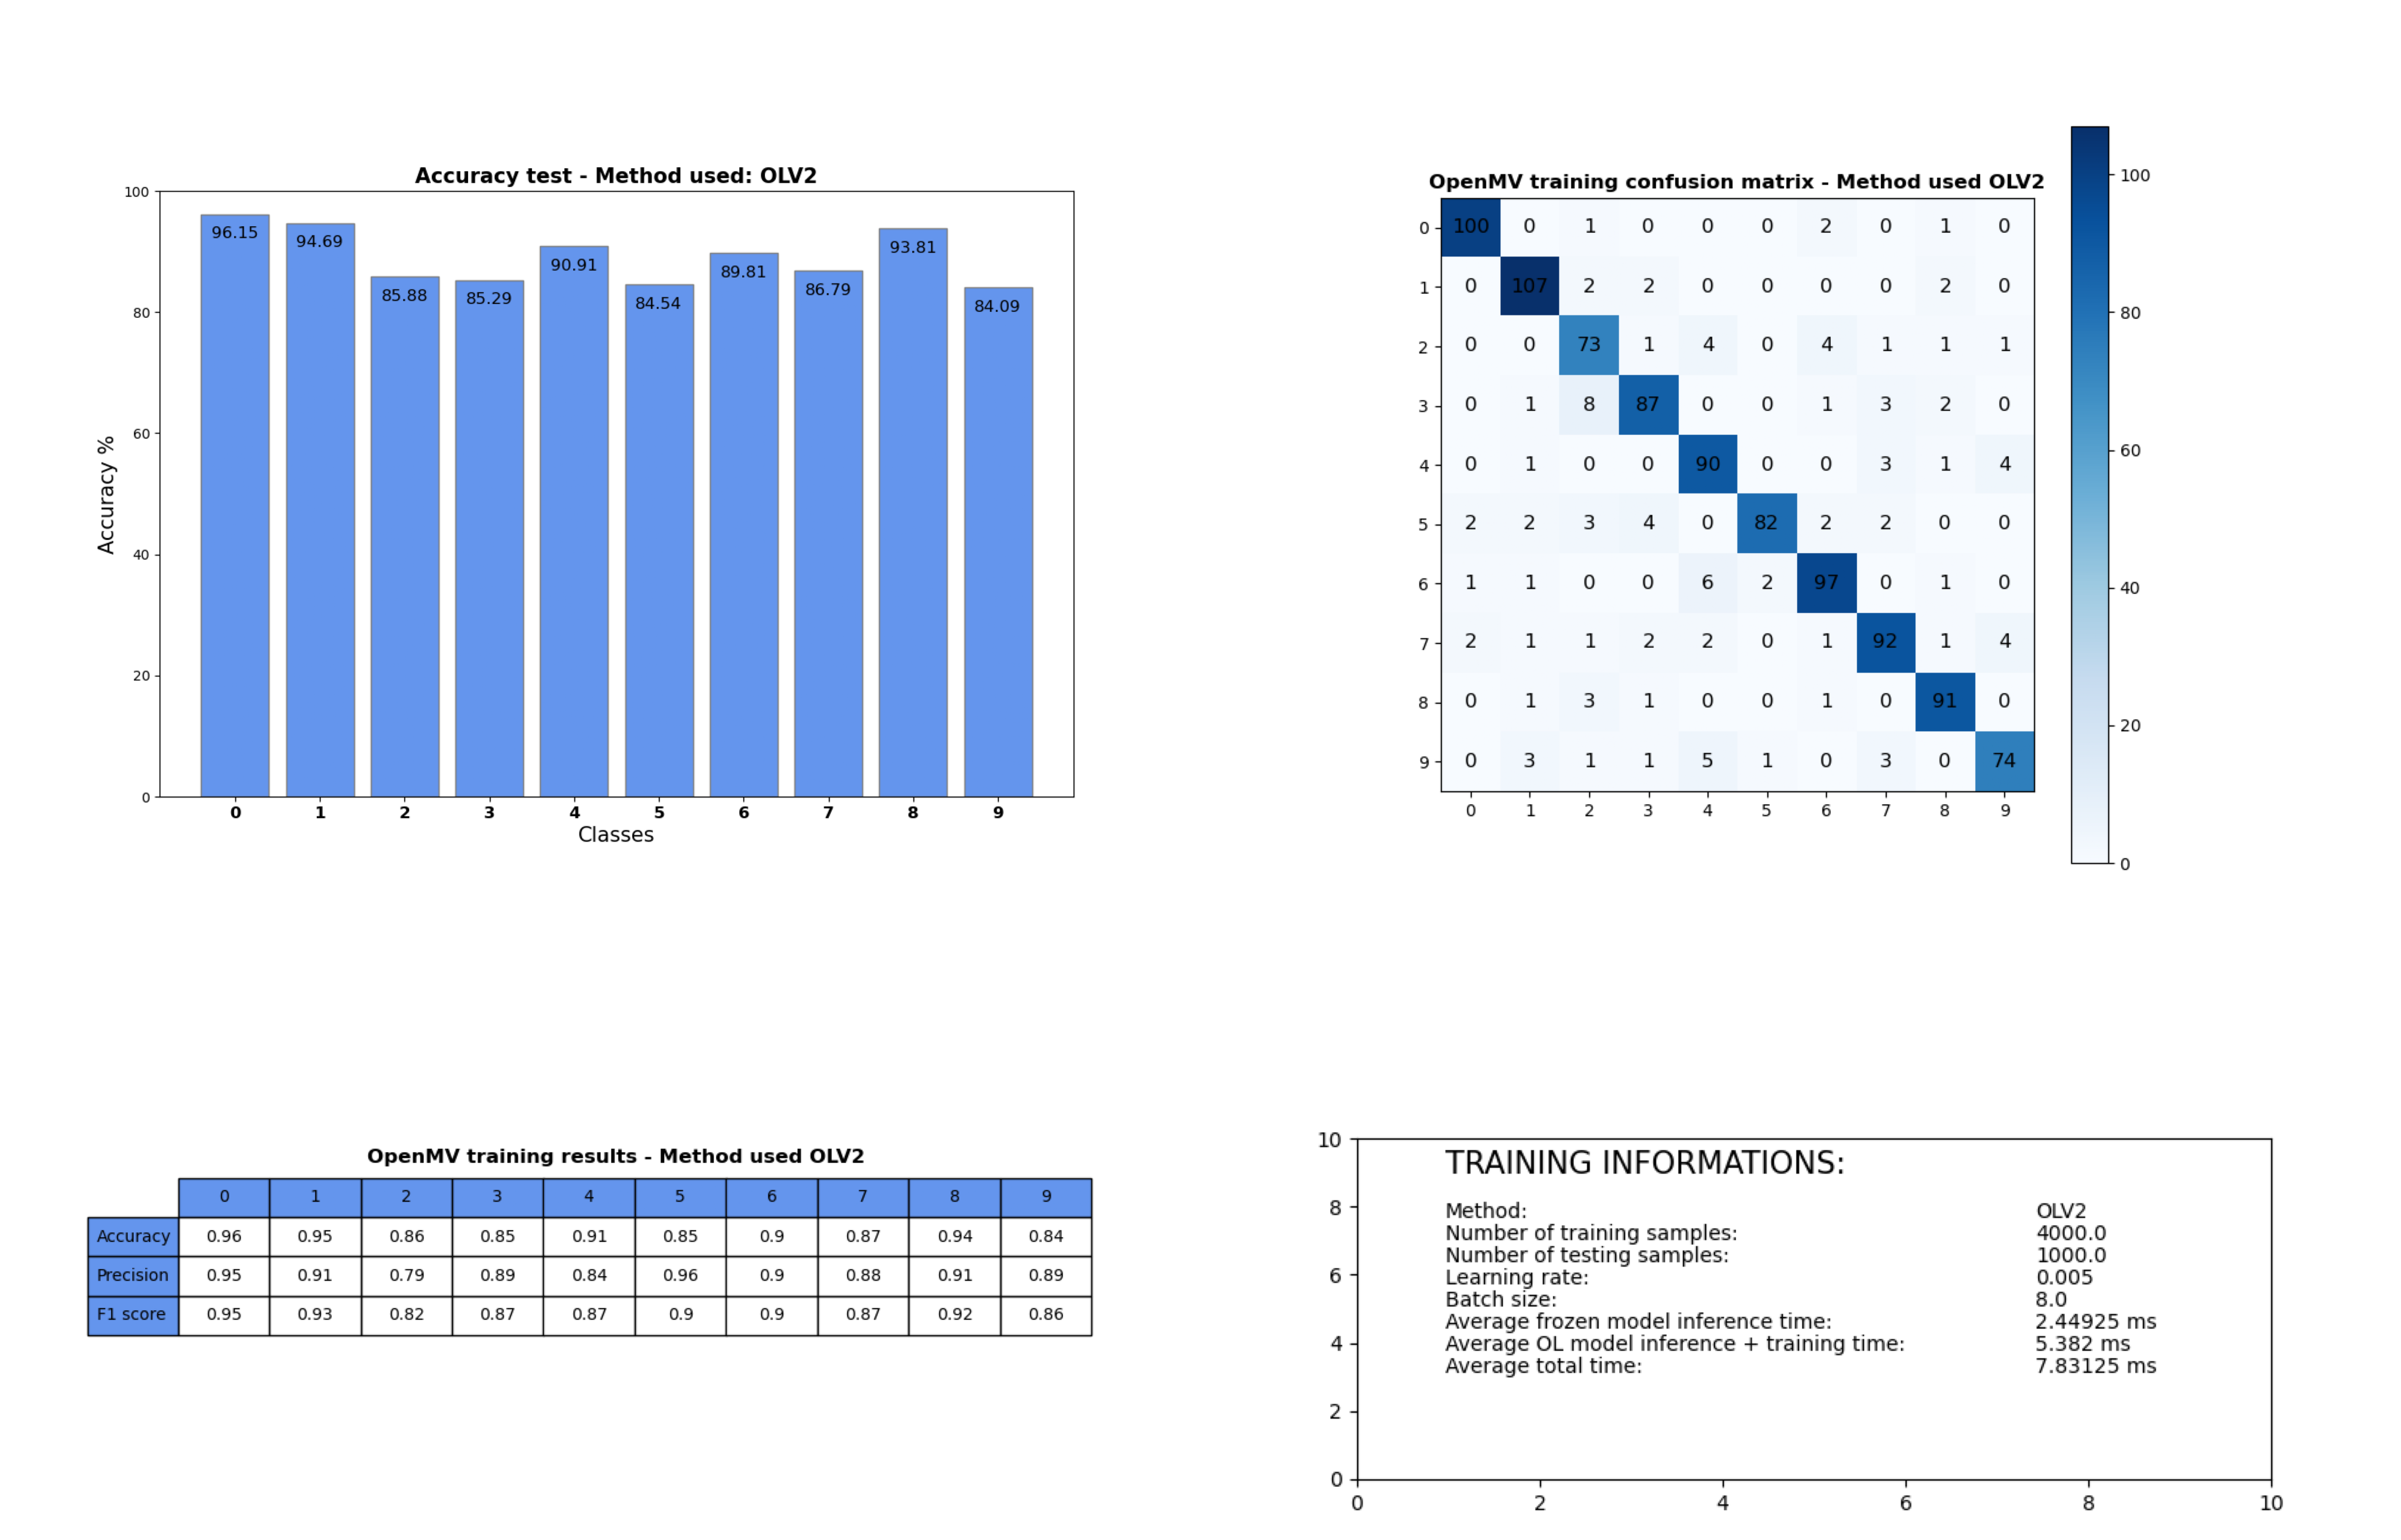 Accuracy test - Method used: OLV2
100
80
60
40
20
0
Accuracy %
96.15 94.69 85.88 85.29 90.91 84.54 89.81 86.79 93.81 84.09
0 1 2 3 4 5 6 7 8 9
Classes
OpenMV training confusion matrix - Method used OLV2
0 100 0 1 0 0 0 2 0 1 0
1 0 107 2 2 0 0 0 0 2 0
2 0 0 73 1 4 0 4 1 1 1
3 0 1 8 87 0 0 1 3 2 0
4 0 1 0 0 90 0 0 3 1 4
5 2 2 3 4 0 82 2 2 0 0
6 1 1 0 0 6 2 97 0 1 0
7 2 1 1 2 2 0 1 92 1 4
8 0 1 3 1 0 0 1 0 91 0
9 0 3 1 1 5 1 0 3 0 74
0 1 2 3 4 5 6 7 8 9
100
80
60
40
20
0
OpenMV training results - Method used OLV2
0 1 2 3 4 5 6 7 8 9
Accuracy 0.96 0.95 0.86 0.85 0.91 0.85 0.9 0.87 0.94 0.84
Precision 0.95 0.91 0.79 0.89 0.84 0.96 0.9 0.88 0.91 0.89
F1 score 0.95 0.93 0.82 0.87 0.87 0.9 0.9 0.87 0.92 0.86
10
8
6
4
2
0
TRAINING INFORMATIONS:
Method: OLV2
Number of training samples: 4000.0
Number of testing samples: 1000.0
Learning rate: 0.005
Batch size: 8.0
Average frozen model inference time: 2.44925 ms
Average OL model inference + training time: 5.382 ms
Average total time: 7.83125 ms
0 2 4 6 8 10